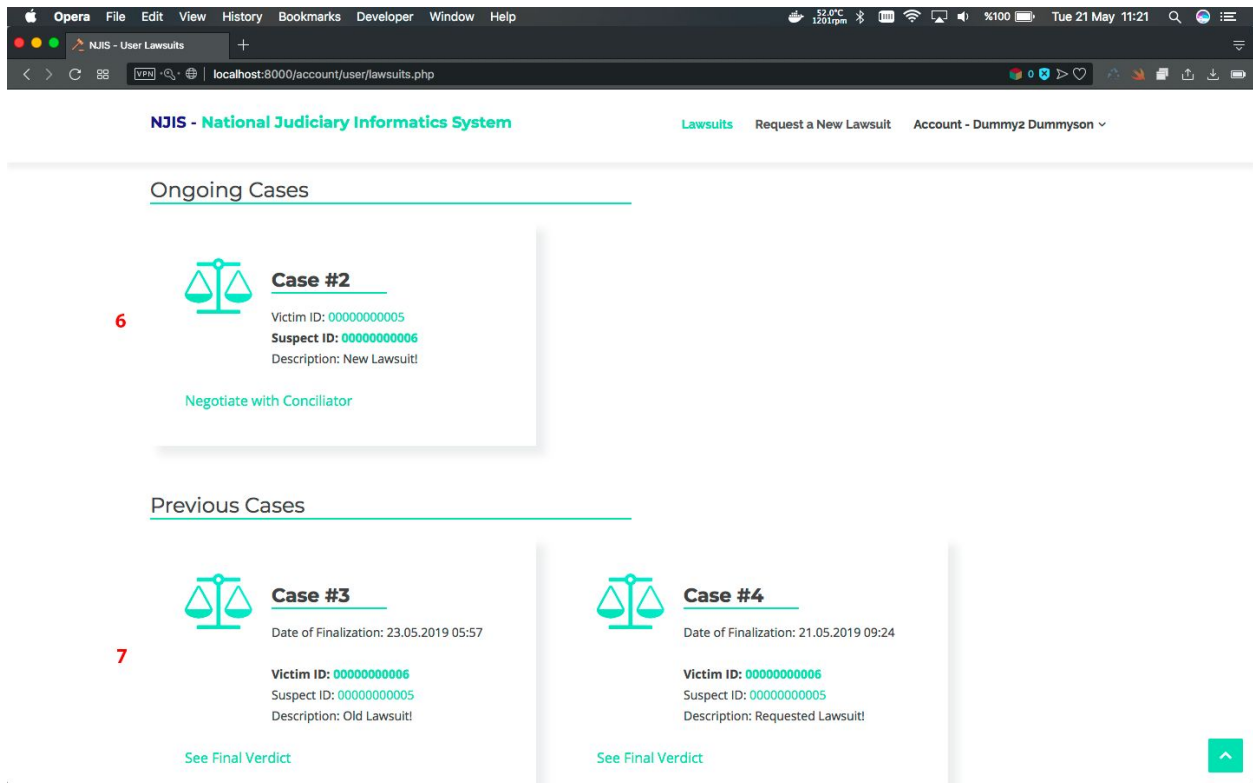 Opera File Edit View History Bookmarks Developer Window Help 52.0°C 1201rpm %100 Tue 21 May 11:21
NJIS - User Lawsuits
VPN localhost:8000/account/user/lawsuits.php 0
NJIS - National Judiciary Informatics System Lawsuits Request a New Lawsuit Account - Dummy2 Dummyson
Ongoing Cases
Case #2
6
Victim ID: 00000000005
Suspect ID: 00000000006
Description: New Lawsuit!
Negotiate with Conciliator
Previous Cases
Case #3
Date of Finalization: 23.05.2019 05:57
7
Victim ID: 00000000006
Suspect ID: 00000000005
Description: Old Lawsuit!
See Final Verdict
Case #4
Date of Finalization: 21.05.2019 09:24
Victim ID: 00000000006
Suspect ID: 00000000005
Description: Requested Lawsuit!
See Final Verdict